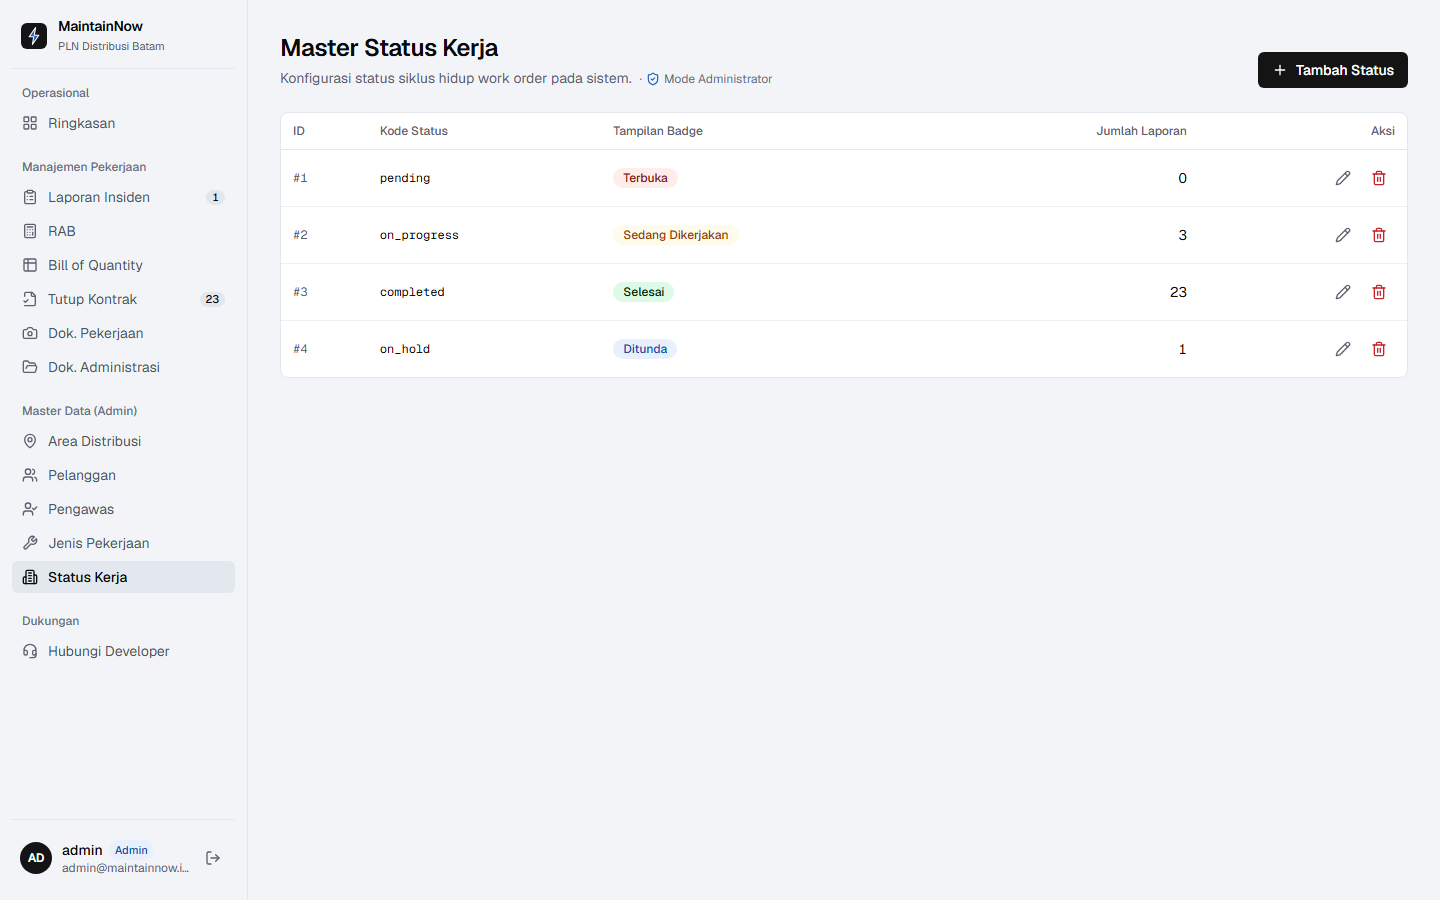 MaintainNow
PLN Distribusi Batam
Operasional
Ringkasan
Manajemen Pekerjaan
Laporan Insiden 1
RAB
Bill of Quantity
Tutup Kontrak 23
Dok. Pekerjaan
Dok. Administrasi
Master Data (Admin)
Area Distribusi
Pelanggan
Pengawas
Jenis Pekerjaan
Status Kerja
Dukungan
Hubungi Developer
AD admin Admin
admin@maintainnow.i...
Master Status Kerja
Konfigurasi status siklus hidup work order pada sistem. · Mode Administrator
+ Tambah Status
ID Kode Status Tampilan Badge Jumlah Laporan Aksi
#1 pending Terbuka 0
#2 on_progress Sedang Dikerjakan 3
#3 completed Selesai 23
#4 on_hold Ditunda 1